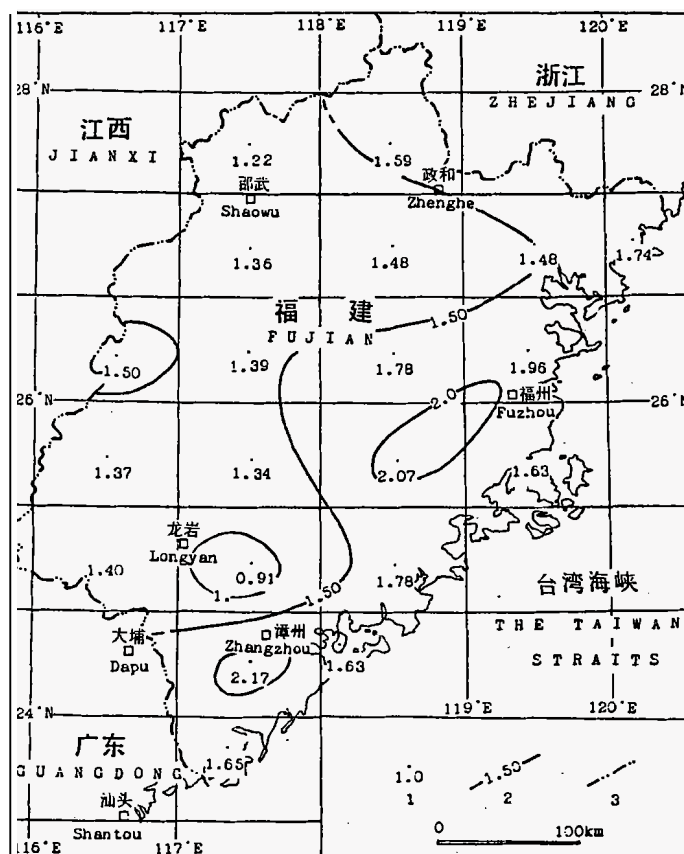 116°E 117°E 118°E 119°E 120°E
28°N 28°N
浙江
ZHEJIANG
江西
JIANXI
1.22 1.59
邵武
Shaowu
政和
Zhenghe
1.36 1.48 1.48 1.74
福 建
FUJIAN
1.50
1.50 1.39 1.78 1.96
2.0
26°N 26°N
福州
Fuzhou
1.37 1.34 2.07 1.63
龙岩
Longyan
1.40 1. 0.91 1.50 1.78
台湾海峡
THE TAIWAN
STRAITS
大埔
Dapu
漳州
Zhangzhou
1.63
2.17
24°N 119°E 120°E
广东
GUANGDONG
1.65
汕头
Shantou
1.0 1.50
1 2 3
0 100km
116°E 117°E